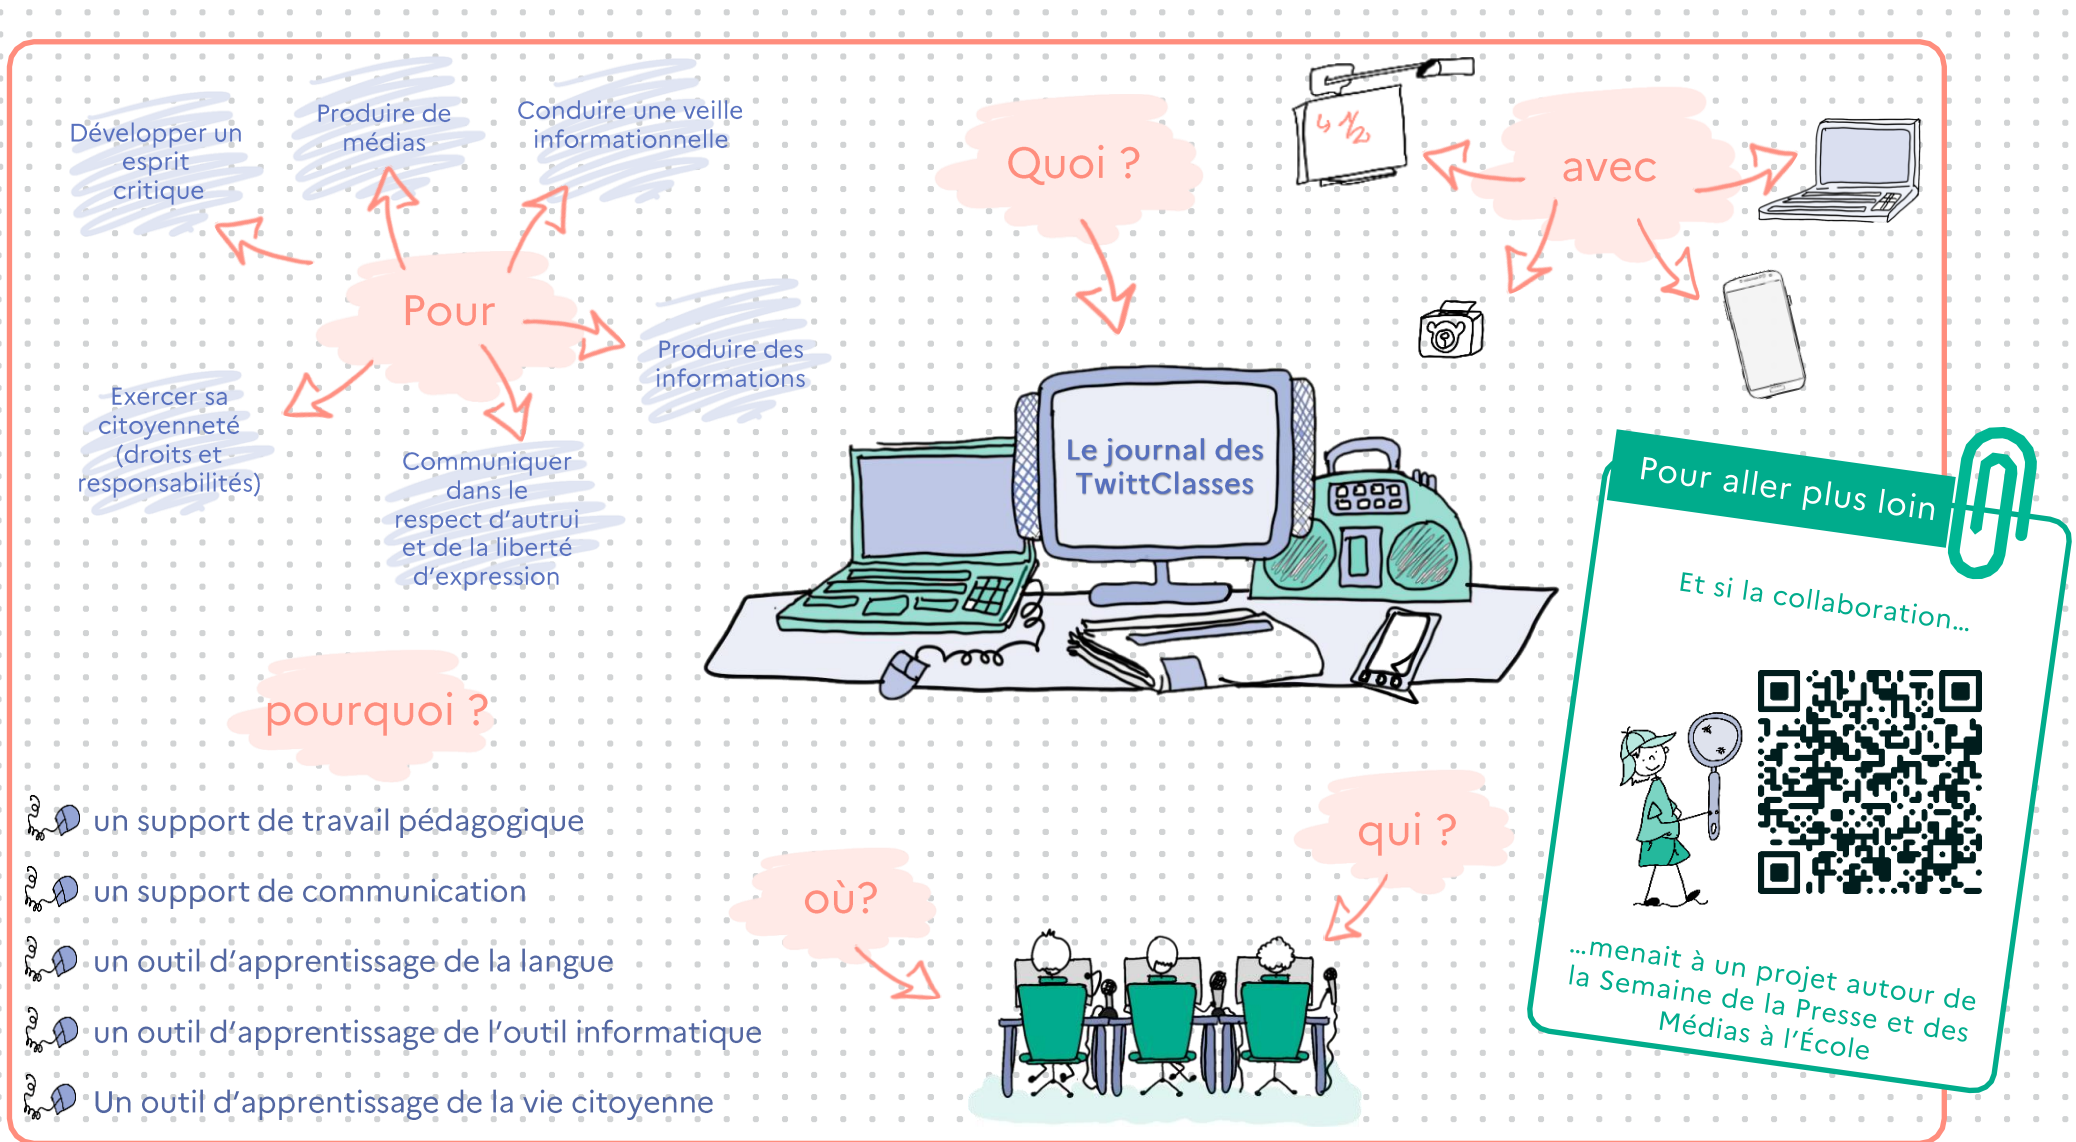 Développer un
esprit
critique
Produire de
médias
Conduire une veille
informationnelle
Pour
Produire des
informations
Exercer sa
citoyenneté
(droits et
responsabilités)
Communiquer
dans le
respect d'autrui
et de la liberté
d'expression
Quoi ?
avec
Le journal des
TwittClasses
pourquoi ?
un support de travail pédagogique
un support de communication
un outil d'apprentissage de la langue
un outil d'apprentissage de l'outil informatique
Un outil d'apprentissage de la vie citoyenne
où?
qui ?
Pour aller plus loin
Et si la collaboration...
...menait à un projet autour de
la Semaine de la Presse et des
Médias à l'École